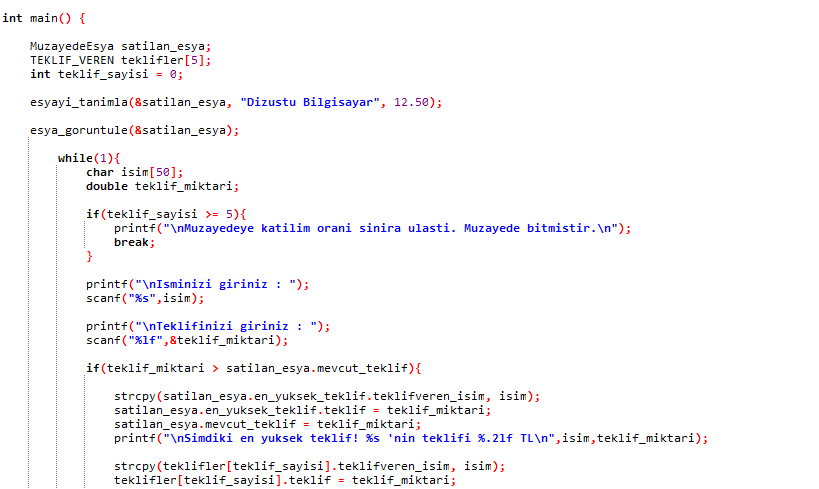 int main() {
MuzayedeEsya satilan_esya;
TEKLIF_VEREN teklifler[5];
int teklif_sayisi = 0;
esyayi_tanimla(&satilan_esya, "Dizustu Bilgisayar", 12.50);
esya_goruntule(&satilan_esya);
while(1){
char isim[50];
double teklif_miktari;
if(teklif_sayisi >= 5){
printf("\nMuzayedeye katilim orani sinira ulasti. Muzayede bitmistir.\n");
break;
}
printf("\nIsminizi giriniz : ");
scanf("%s",isim);
printf("\nTeklifinizi giriniz : ");
scanf("%lf",&teklif_miktari);
if(teklif_miktari > satilan_esya.mevcut_teklif){
strcpy(satilan_esya.en_yuksek_teklif.teklifveren_isim, isim);
satilan_esya.en_yuksek_teklif.teklif = teklif_miktari;
satilan_esya.mevcut_teklif = teklif_miktari;
printf("\nSimdiki en yuksek teklif! %s 'nin teklifi %.2lf TL\n",isim,teklif_miktari);
strcpy(teklifler[teklif_sayisi].teklifveren_isim, isim);
teklifler[teklif_sayisi].teklif = teklif_miktari;